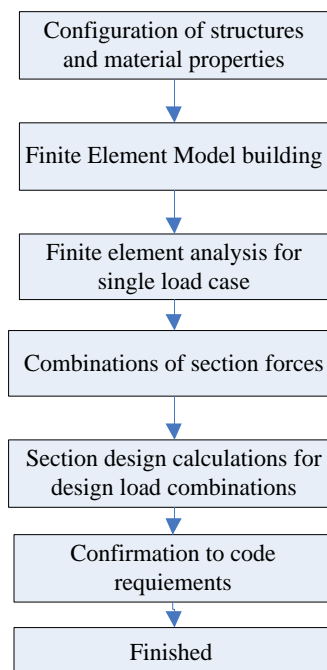 Configuration of structures
and material properties
Finite Element Model building
Finite element analysis for
single load case
Combinations of section forces
Section design calculations for
design load combinations
Confirmation to code
requiements
Finished